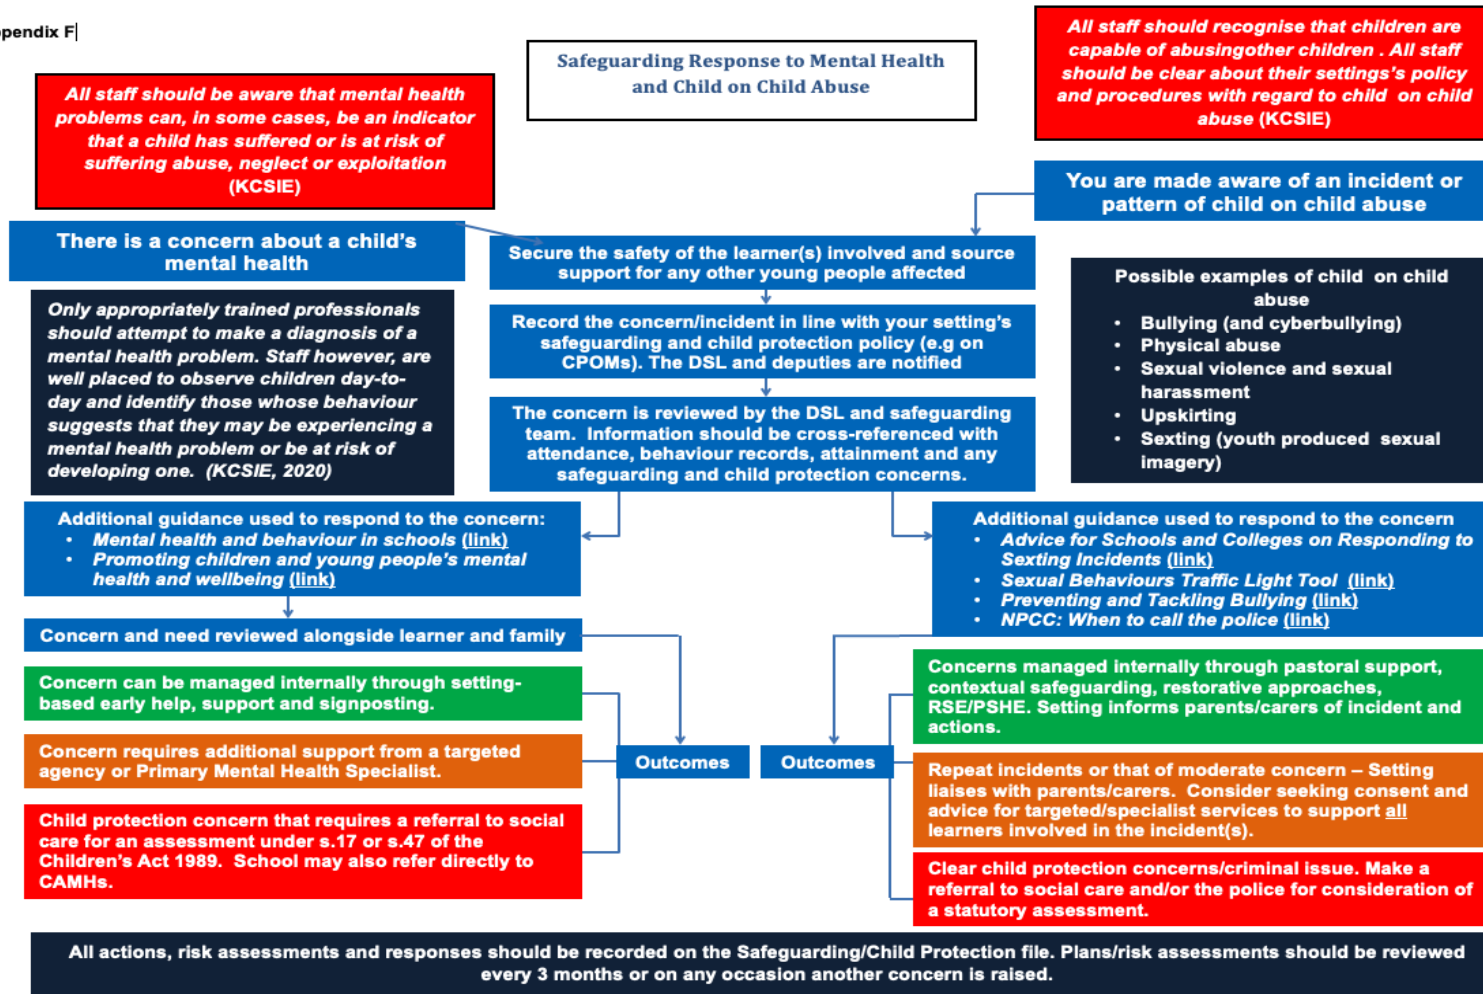 pendix F
Safeguarding Response to Mental Health
and Child on Child Abuse
All staff should recognise that children are
capable of abusingother children . All staff
should be clear about their settings's policy
and procedures with regard to child on child
abuse (KCSIE)
All staff should be aware that mental health
problems can, in some cases, be an indicator
that a child has suffered or is at risk of
suffering abuse, neglect or exploitation
(KCSIE)
You are made aware of an incident or
pattern of child on child abuse
There is a concern about a child's
mental health
Secure the safety of the learner(s) involved and source
support for any other young people affected
Only appropriately trained professionals
should attempt to make a diagnosis of a
mental health problem. Staff however, are
well placed to observe children day-to-
day and identify those whose behaviour
suggests that they may be experiencing a
mental health problem or be at risk of
developing one. (KCSIE, 2020)
Record the concern/incident in line with your setting's
safeguarding and child protection policy (e.g on
CPOMs). The DSL and deputies are notified
Possible examples of child on child
abuse
• Bullying (and cyberbullying)
• Physical abuse
• Sexual violence and sexual
harassment
• Upskirting
• Sexting (youth produced sexual
imagery)
The concern is reviewed by the DSL and safeguarding
team. Information should be cross-referenced with
attendance, behaviour records, attainment and any
safeguarding and child protection concerns.
Additional guidance used to respond to the concern:
• Mental health and behaviour in schools (link)
• Promoting children and young people's mental
health and wellbeing (link)
Additional guidance used to respond to the concern
• Advice for Schools and Colleges on Responding to
Sexting Incidents (link)
• Sexual Behaviours Traffic Light Tool (link)
• Preventing and Tackling Bullying (link)
• NPCC: When to call the police (link)
Concern and need reviewed alongside learner and family
Concern can be managed internally through setting-
based early help, support and signposting.
Concern requires additional support from a targeted
agency or Primary Mental Health Specialist.
Child protection concern that requires a referral to social
care for an assessment under s.17 or s.47 of the
Children's Act 1989. School may also refer directly to
CAMHs.
Outcomes
Outcomes
Concerns managed internally through pastoral support,
contextual safeguarding, restorative approaches,
RSE/PSHE. Setting informs parents/carers of incident and
actions.
Repeat incidents or that of moderate concern – Setting
liaises with parents/carers. Consider seeking consent and
advice for targeted/specialist services to support all
learners involved in the incident(s).
Clear child protection concerns/criminal issue. Make a
referral to social care and/or the police for consideration of
a statutory assessment.
All actions, risk assessments and responses should be recorded on the Safeguarding/Child Protection file. Plans/risk assessments should be reviewed
every 3 months or on any occasion another concern is raised.